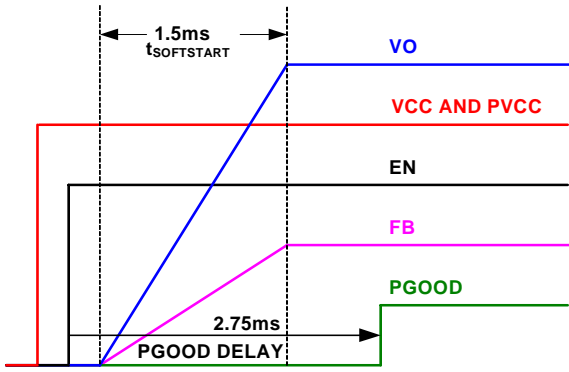 1.5ms
tSOFTSTART
VO
VCC AND PVCC
EN
FB
PGOOD
2.75ms
PGOOD DELAY